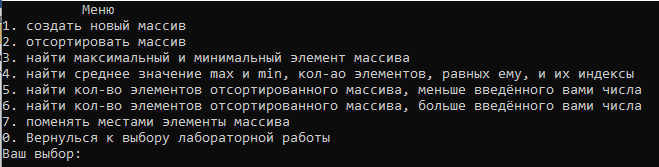 Меню
1. создать новый массив
2. отсортировать массив
3. найти максимальный и минимальный элемент массива
4. найти среднее значение max и min, кол-ао элементов, равных ему, и их индексы
5. найти кол-во элементов отсортированного массива, меньше введённого вами числа
6. найти кол-во элементов отсортированного массива, больше введённого вами числа
7. поменять местами элементы массива
0. Вернуться к выбору лабораторной работы
Ваш выбор: